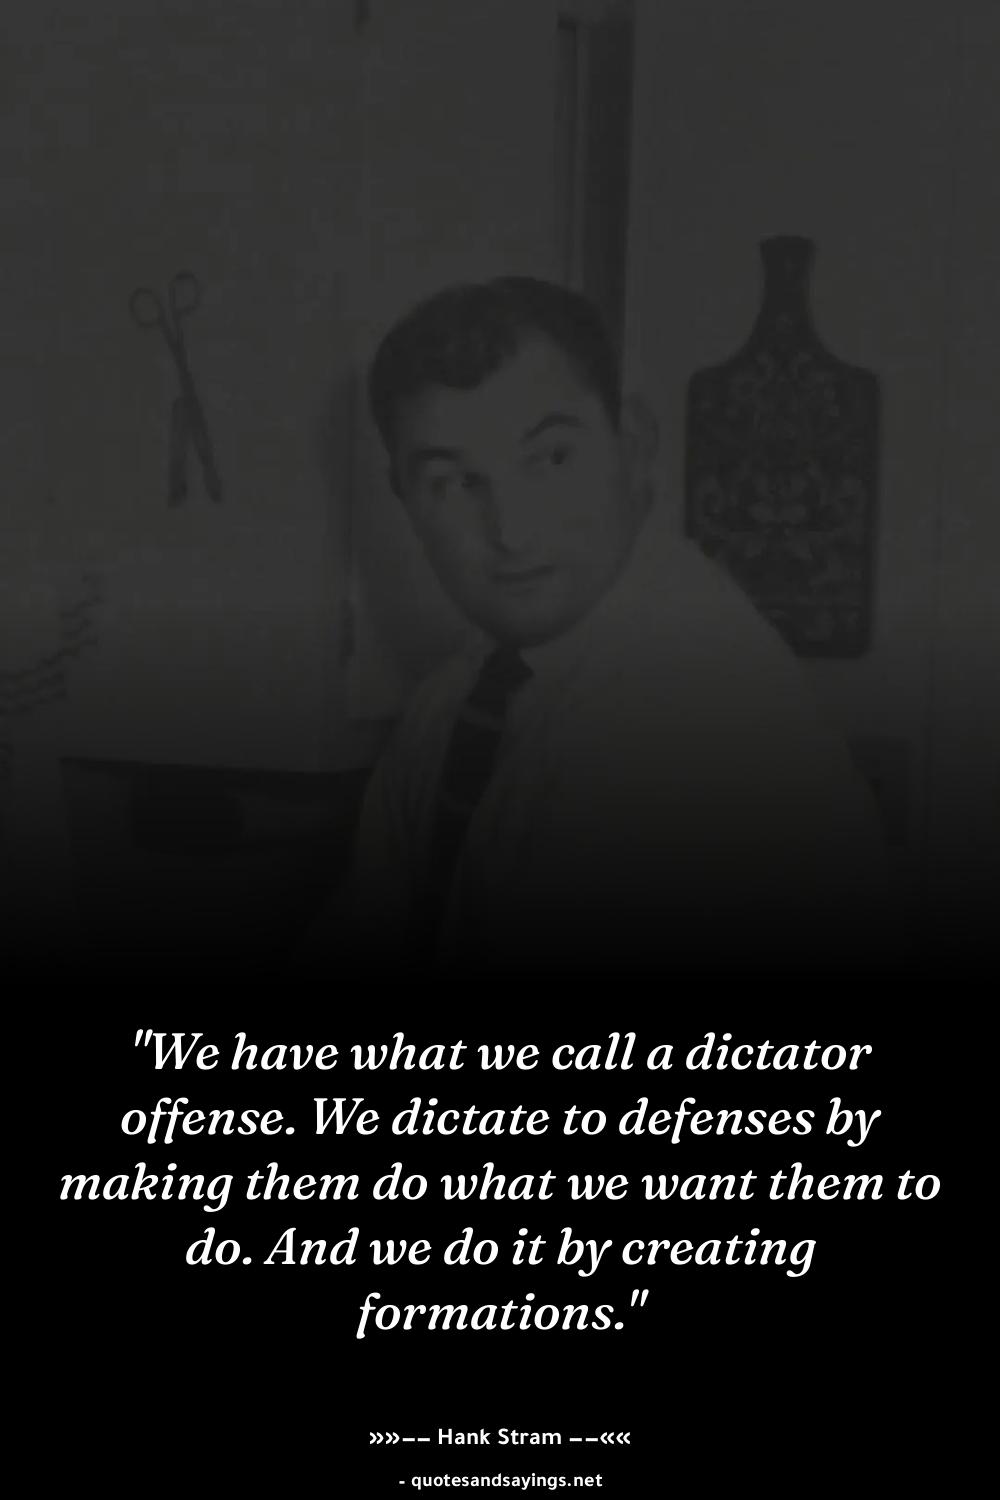 "We have what we call a dictator
offense. We dictate to defenses by
making them do what we want them to
do. And we do it by creating
formations."
»»–– Hank Stram ––««
- quotesandsayings.net